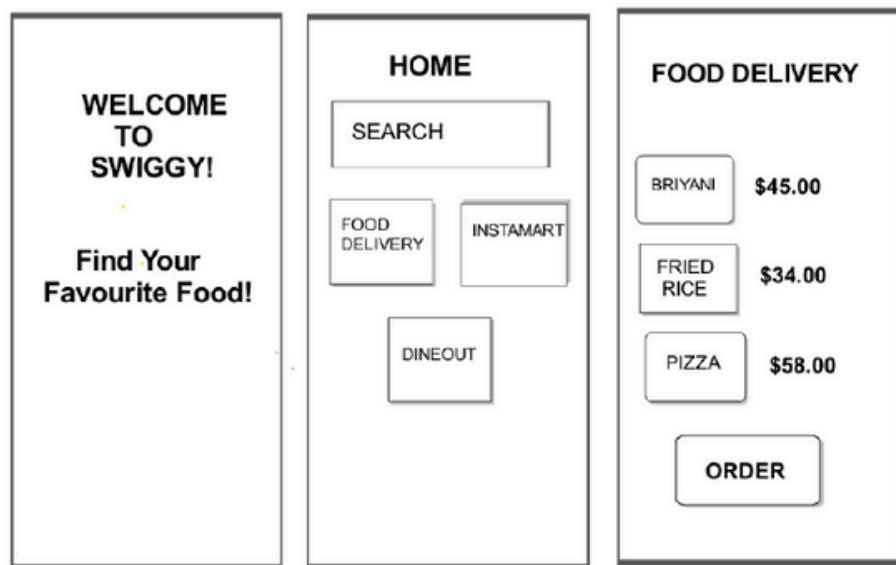 WELCOME
TO
SWIGGY!
Find Your
Favourite Food!
HOME
SEARCH
FOOD
DELIVERY
INSTAMART
DINEOUT
FOOD DELIVERY
BRIYANI $45.00
FRIED
RICE $34.00
PIZZA $58.00
ORDER